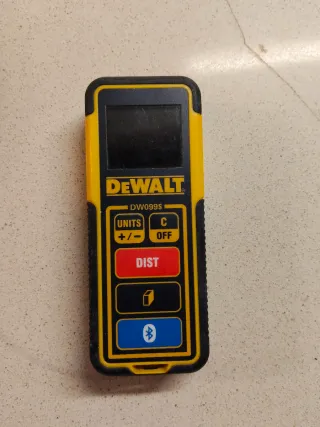 DEWALT
DW099S
UNITS
+/-
C
OFF
DIST